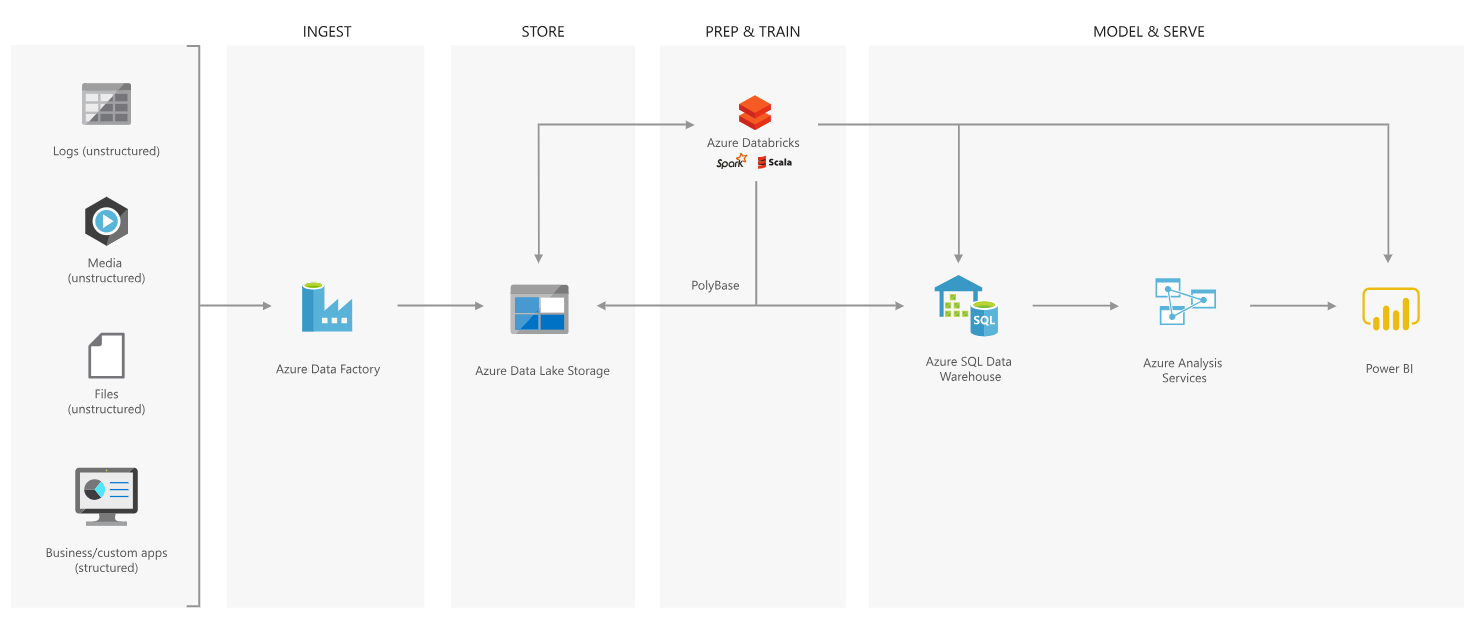 INGEST
STORE
PREP & TRAIN
MODEL & SERVE
Logs (unstructured)
Media
(unstructured)
Files
(unstructured)
Business/custom apps
(structured)
Azure Data Factory
Azure Data Lake Storage
Azure Databricks
Spark
Scala
PolyBase
SQL
Azure SQL Data
Warehouse
Azure Analysis
Services
Power BI